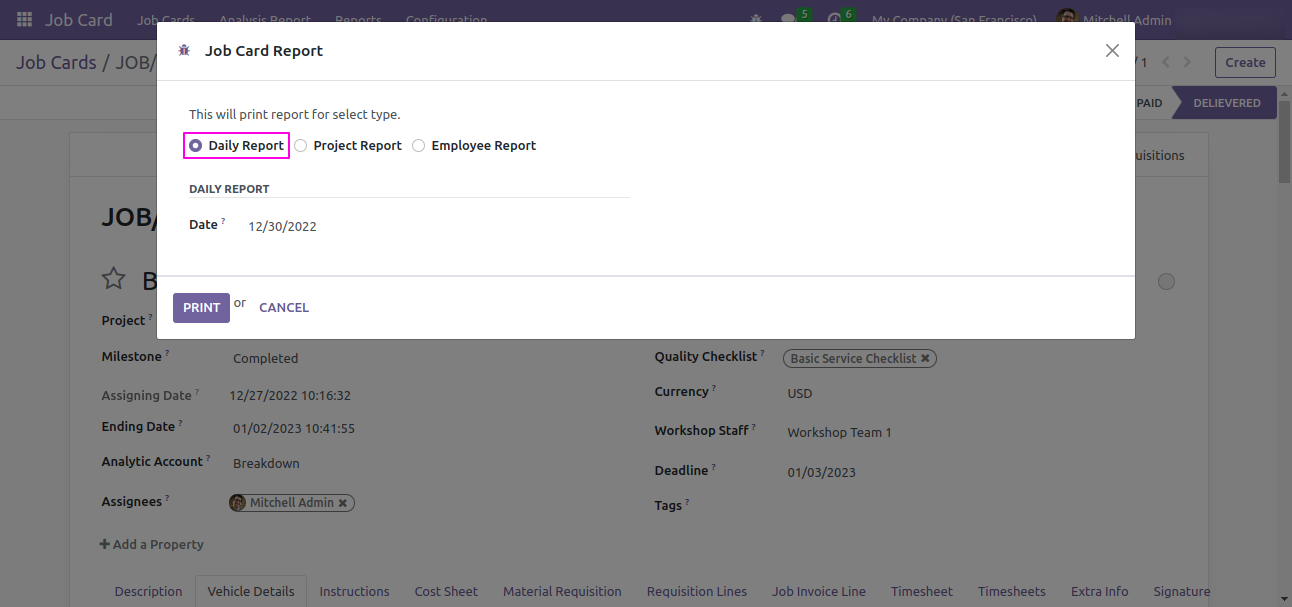 Job Card Job Cards Analysis Report Reports Configuration 5 6 My Company (San Francisco) Mitchell Admin
Job Card Report
Job Cards / JOB/ / 1 Create
PAID DELIEVERED
This will print report for select type.
Daily Report Project Report Employee Report
uisitions
DAILY REPORT
JOB/
Date ? 12/30/2022
B
PRINT or CANCEL
Project ?
Milestone ? Completed Quality Checklist ? Basic Service Checklist ✖
Assigning Date ? 12/27/2022 10:16:32 Currency ? USD
Ending Date ? 01/02/2023 10:41:55 Workshop Staff ? Workshop Team 1
Analytic Account ? Breakdown Deadline ? 01/03/2023
Assignees ? Mitchell Admin ✖ Tags ?
+ Add a Property
Description Vehicle Details Instructions Cost Sheet Material Requisition Requisition Lines Job Invoice Line Timesheet Timesheets Extra Info Signature